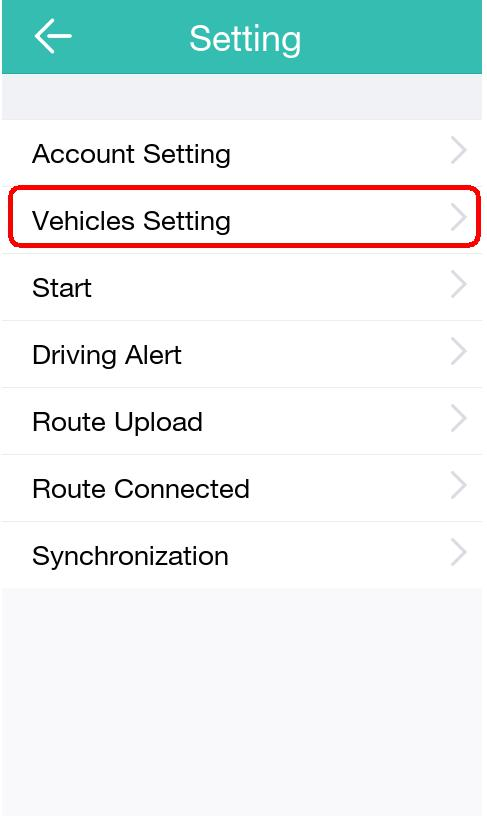 Setting
Account Setting
Vehicles Setting
Start
Driving Alert
Route Upload
Route Connected
Synchronization